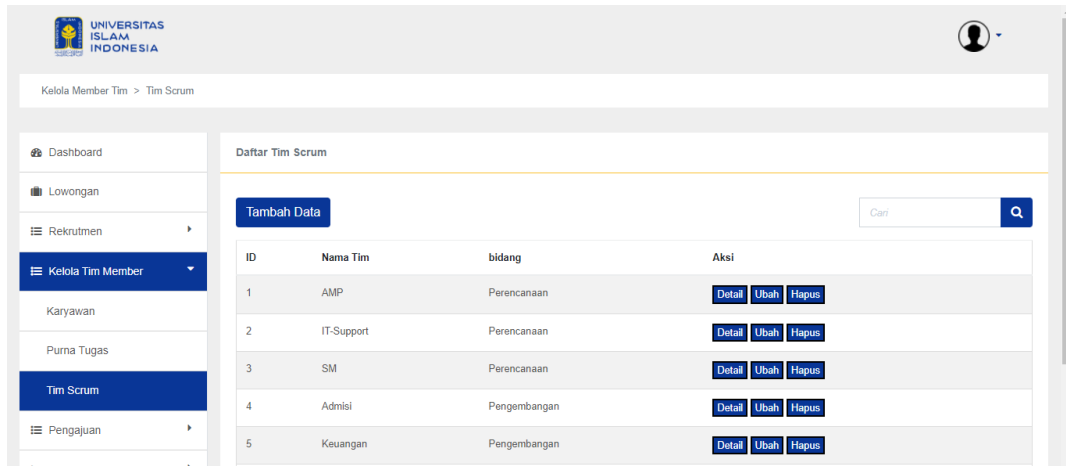 UNIVERSITAS
ISLAM
INDONESIA
Kelola Member Tim > Tim Scrum
Dashboard
Lowongan
Rekrutmen
Kelola Tim Member
Karyawan
Purna Tugas
Tim Scrum
Pengajuan
Daftar Tim Scrum
Tambah Data
Cari
ID Nama Tim bidang Aksi
1 AMP Perencanaan Detail Ubah Hapus
2 IT-Support Perencanaan Detail Ubah Hapus
3 SM Perencanaan Detail Ubah Hapus
4 Admisi Pengembangan Detail Ubah Hapus
5 Keuangan Pengembangan Detail Ubah Hapus